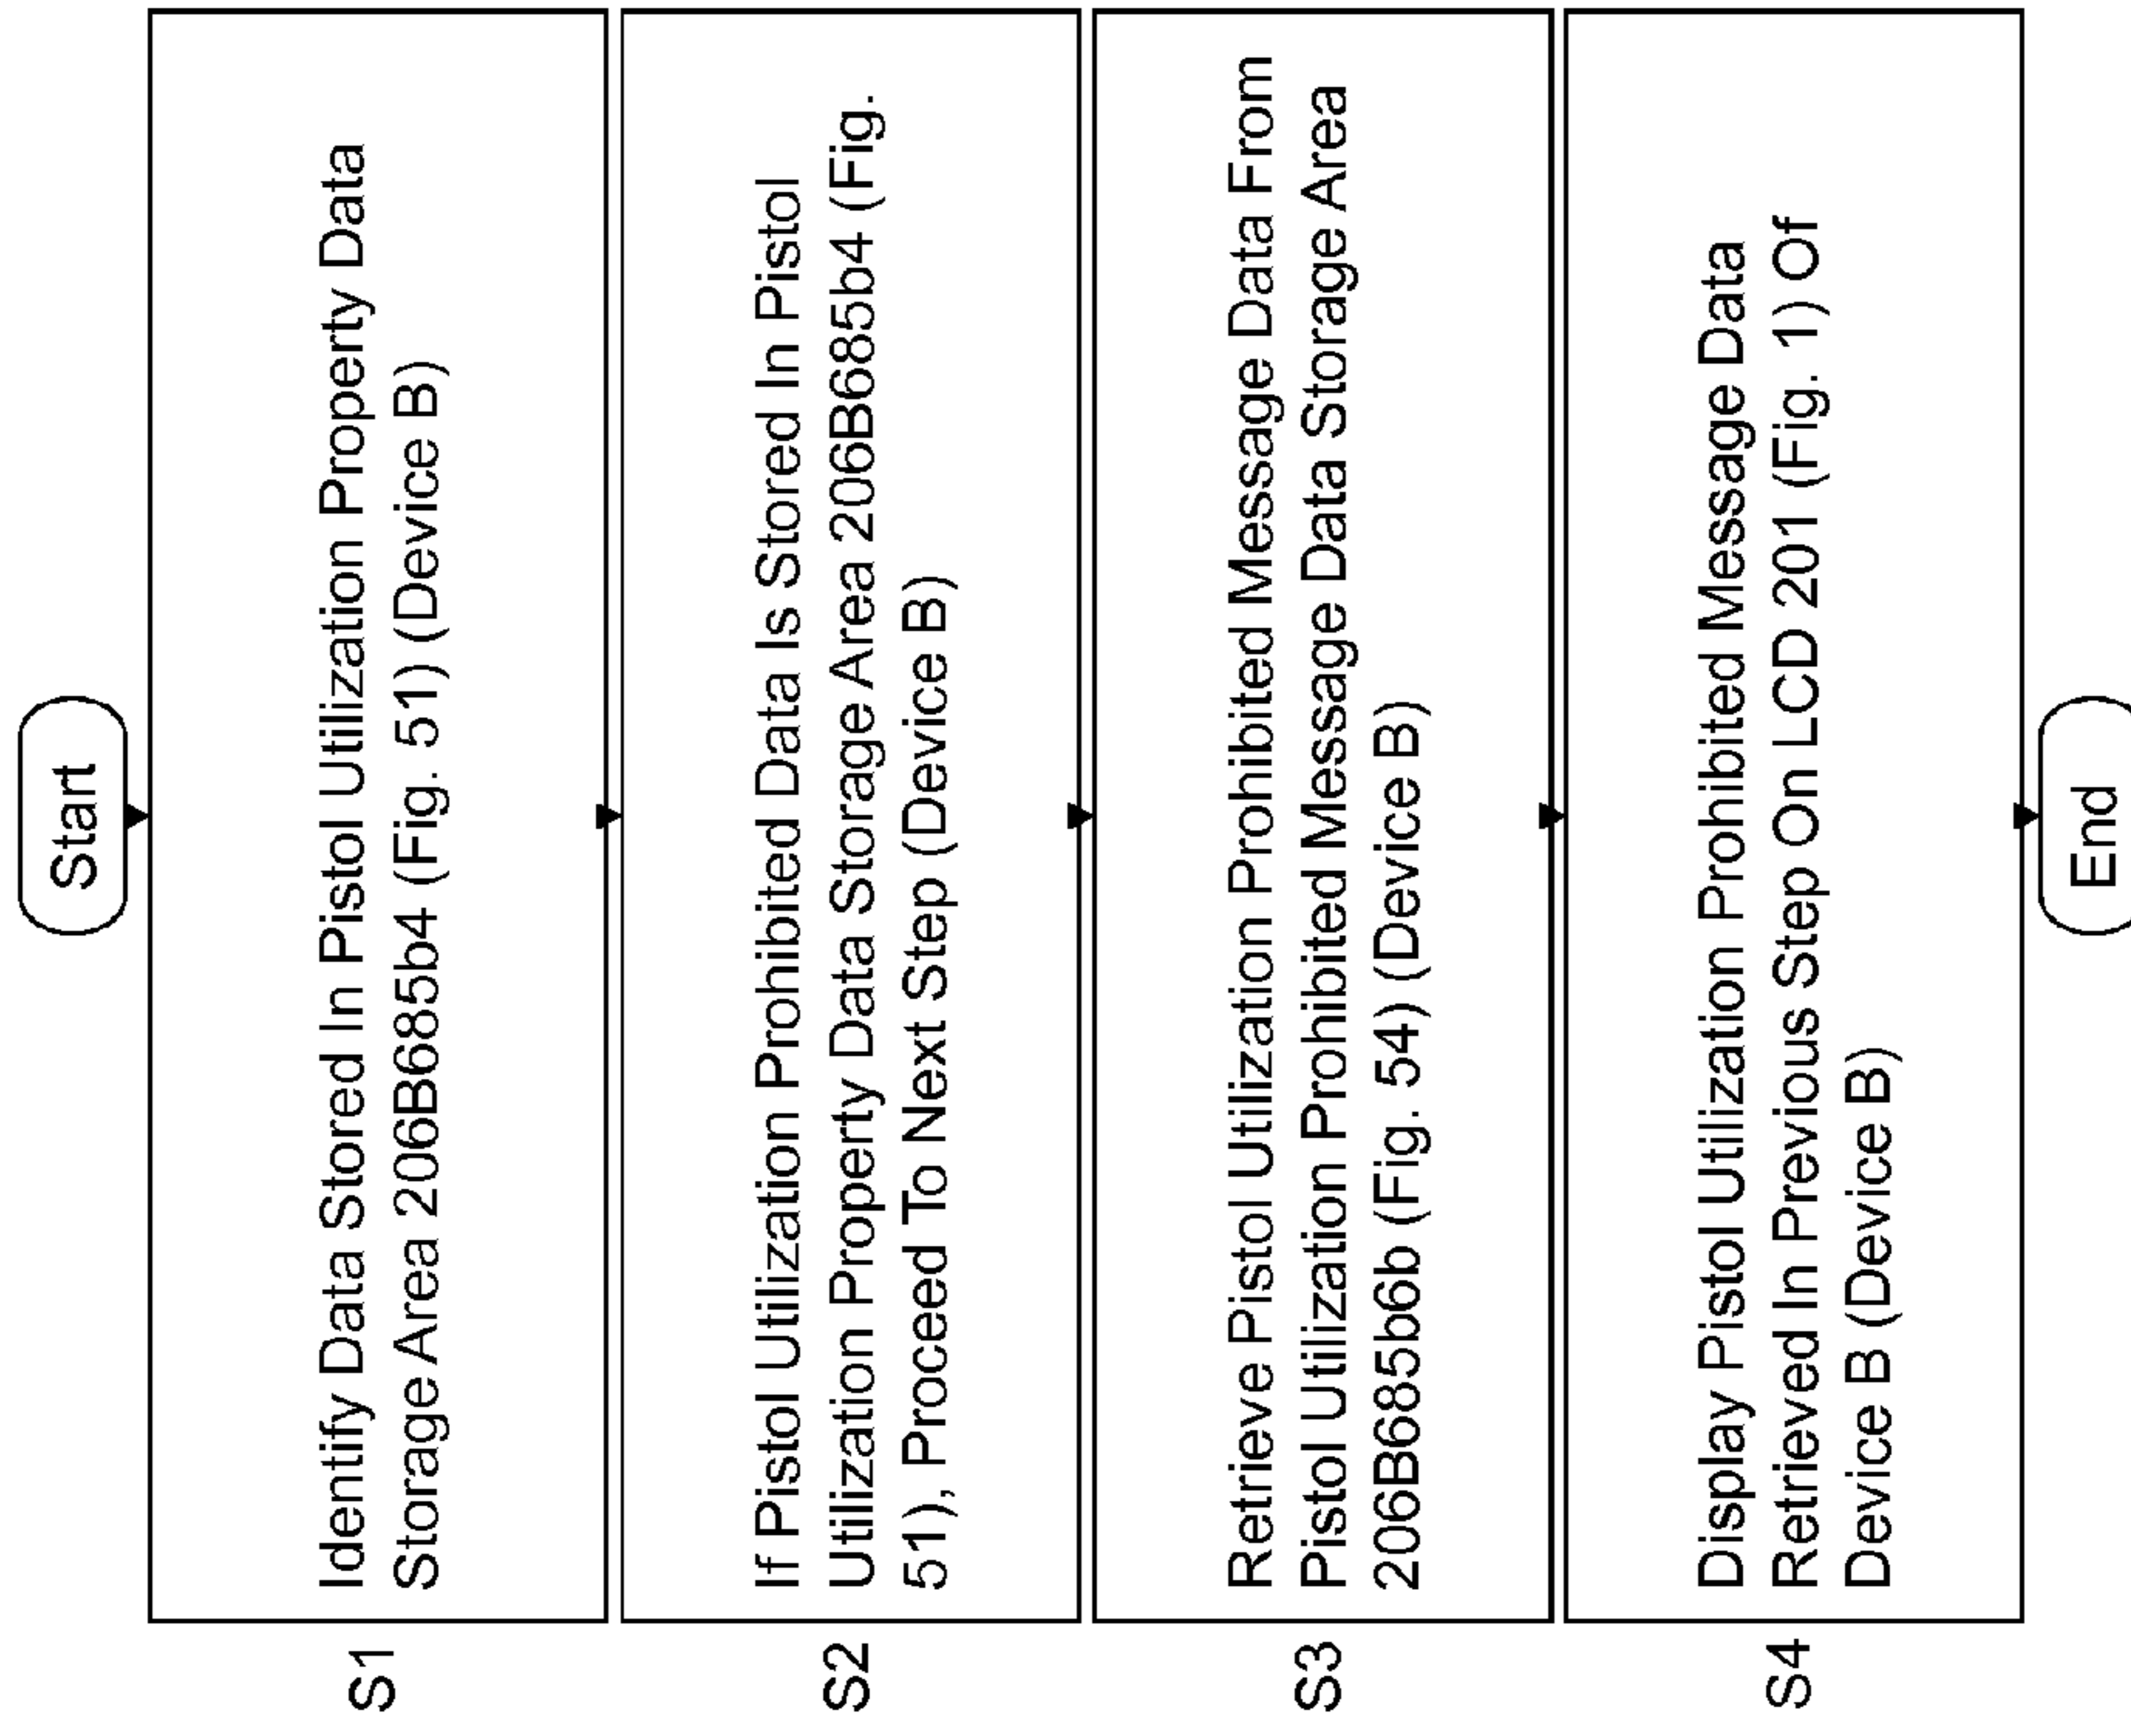 Start
S1
Identify Data Stored In Pistol Utilization Property Data
Storage Area 206B685b4 (Fig. 51) (Device B)
S2
If Pistol Utilization Prohibited Data Is Stored In Pistol
Utilization Property Data Storage Area 206B685b4 (Fig.
51), Proceed To Next Step (Device B)
S3
Retrieve Pistol Utilization Prohibited Message Data From
Pistol Utilization Prohibited Message Data Storage Area
206B685b6b (Fig. 54) (Device B)
S4
Display Pistol Utilization Prohibited Message Data
Retrieved In Previous Step On LCD 201 (Fig. 1) Of
Device B (Device B)
End